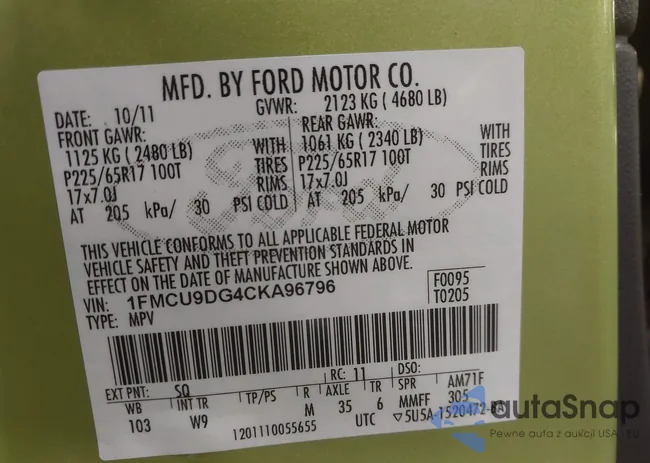 MFD. BY FORD MOTOR CO.
DATE: 10/11 GVWR: 2123 KG ( 4680 LB)
FRONT GAWR: REAR GAWR:
1125 KG ( 2480 LB) WITH 1061 KG ( 2340 LB) WITH
P225/65R17 100T TIRES P225/65R17 100T TIRES
17x7.0J RIMS 17x7.0J RIMS
AT 205 kPa/ 30 PSI COLD AT 205 kPa/ 30 PSI COLD
Ford
THIS VEHICLE CONFORMS TO ALL APPLICABLE FEDERAL MOTOR
VEHICLE SAFETY AND THEFT PREVENTION STANDARDS IN
EFFECT ON THE DATE OF MANUFACTURE SHOWN ABOVE.
VIN: 1FMCU9DG4CKA96796 F0095
TYPE: MPV T0205
EXT PNT: SQ RC: 11 DSO:
WB INT TR TP/PS R AXLE TR SPR AM71F
103 W9 M 35 6 MMFF 305
1201110055655 UTC ▽5U5A-1520472-BA
autaSnap
Pewne auta z aukcji USA i EU